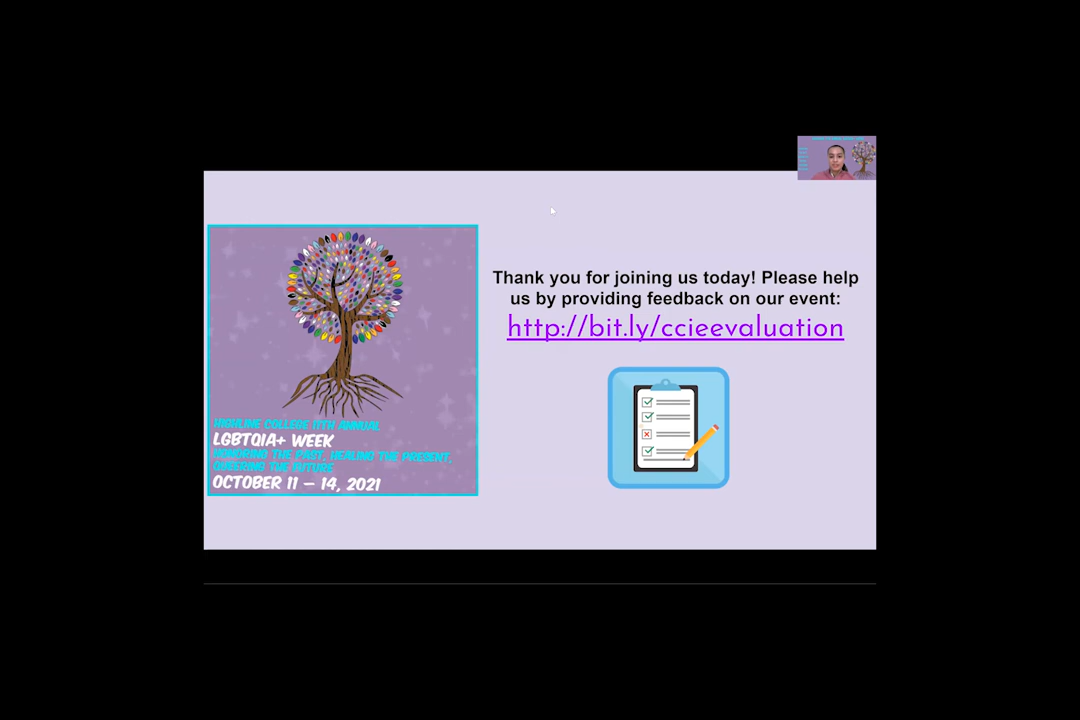 HIGHLINE COLLEGE 11TH ANNUAL
LGBTQIA+ WEEK
HONORING THE PAST, HEALING THE PRESENT,
QUEERING THE FUTURE
OCTOBER 11 – 14, 2021
Thank you for joining us today! Please help
us by providing feedback on our event:
http://bit.ly/ccieevaluation